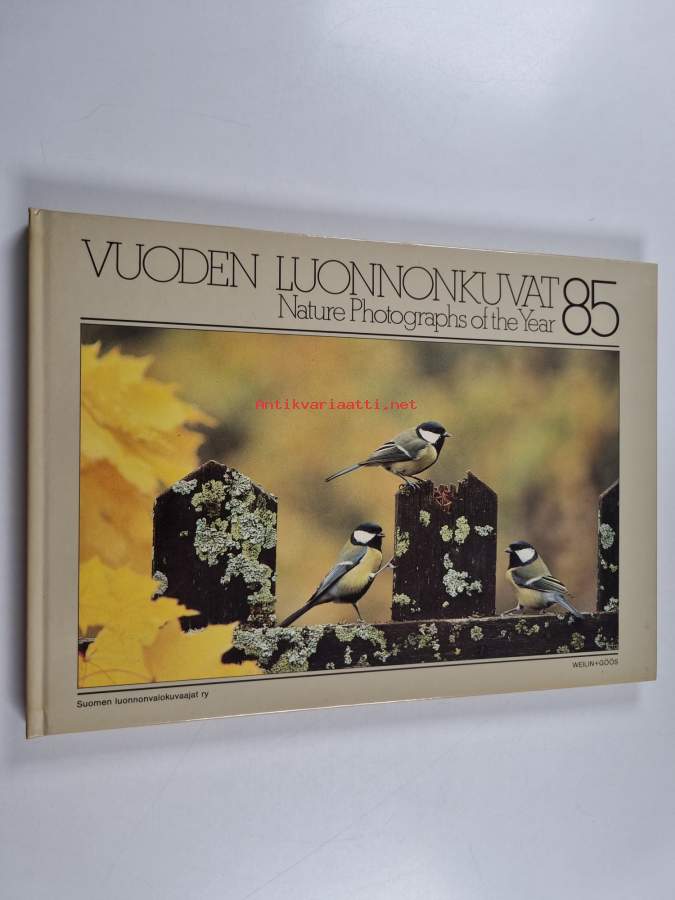 VUODEN LUONNONKUVAT 85
Nature Photographs of the Year
Antikvariaatti.net
WEILIN+GÖÖS
Suomen luonnonvalokuvaajat ry